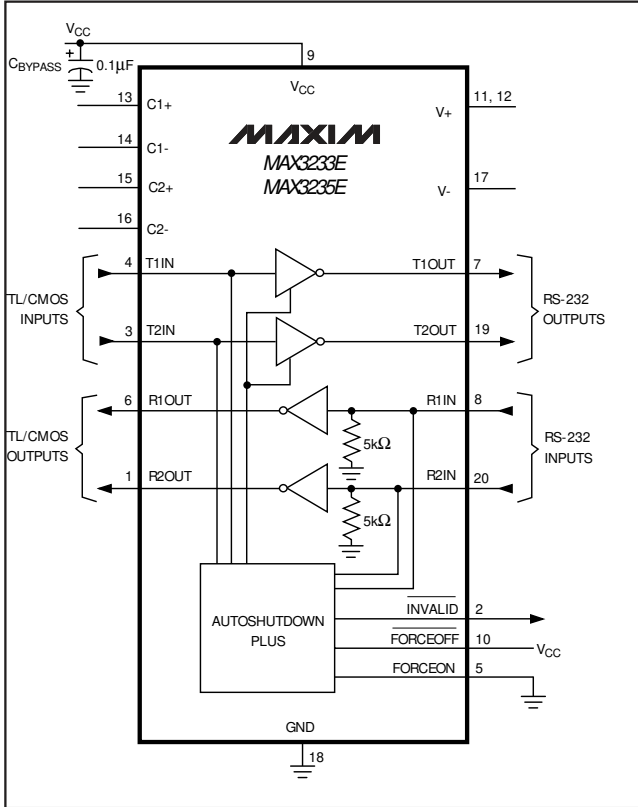 VCC
CBYPASS
+
0.1µF
9
VCC
13 C1+
V+ 11, 12
MAXIM
MAX3233E
MAX3235E
14 C1-
15 C2+
V- 17
16 C2-
4 T1IN
T1OUT 7
TL/CMOS
INPUTS
RS-232
OUTPUTS
3 T2IN
T2OUT 19
6 R1OUT
R1IN 8
5kΩ
TL/CMOS
OUTPUTS
RS-232
INPUTS
1 R2OUT
R2IN 20
5kΩ
AUTOSHUTDOWN
PLUS
INVALID 2
FORCEOFF 10 VCC
FORCEON 5
GND
18